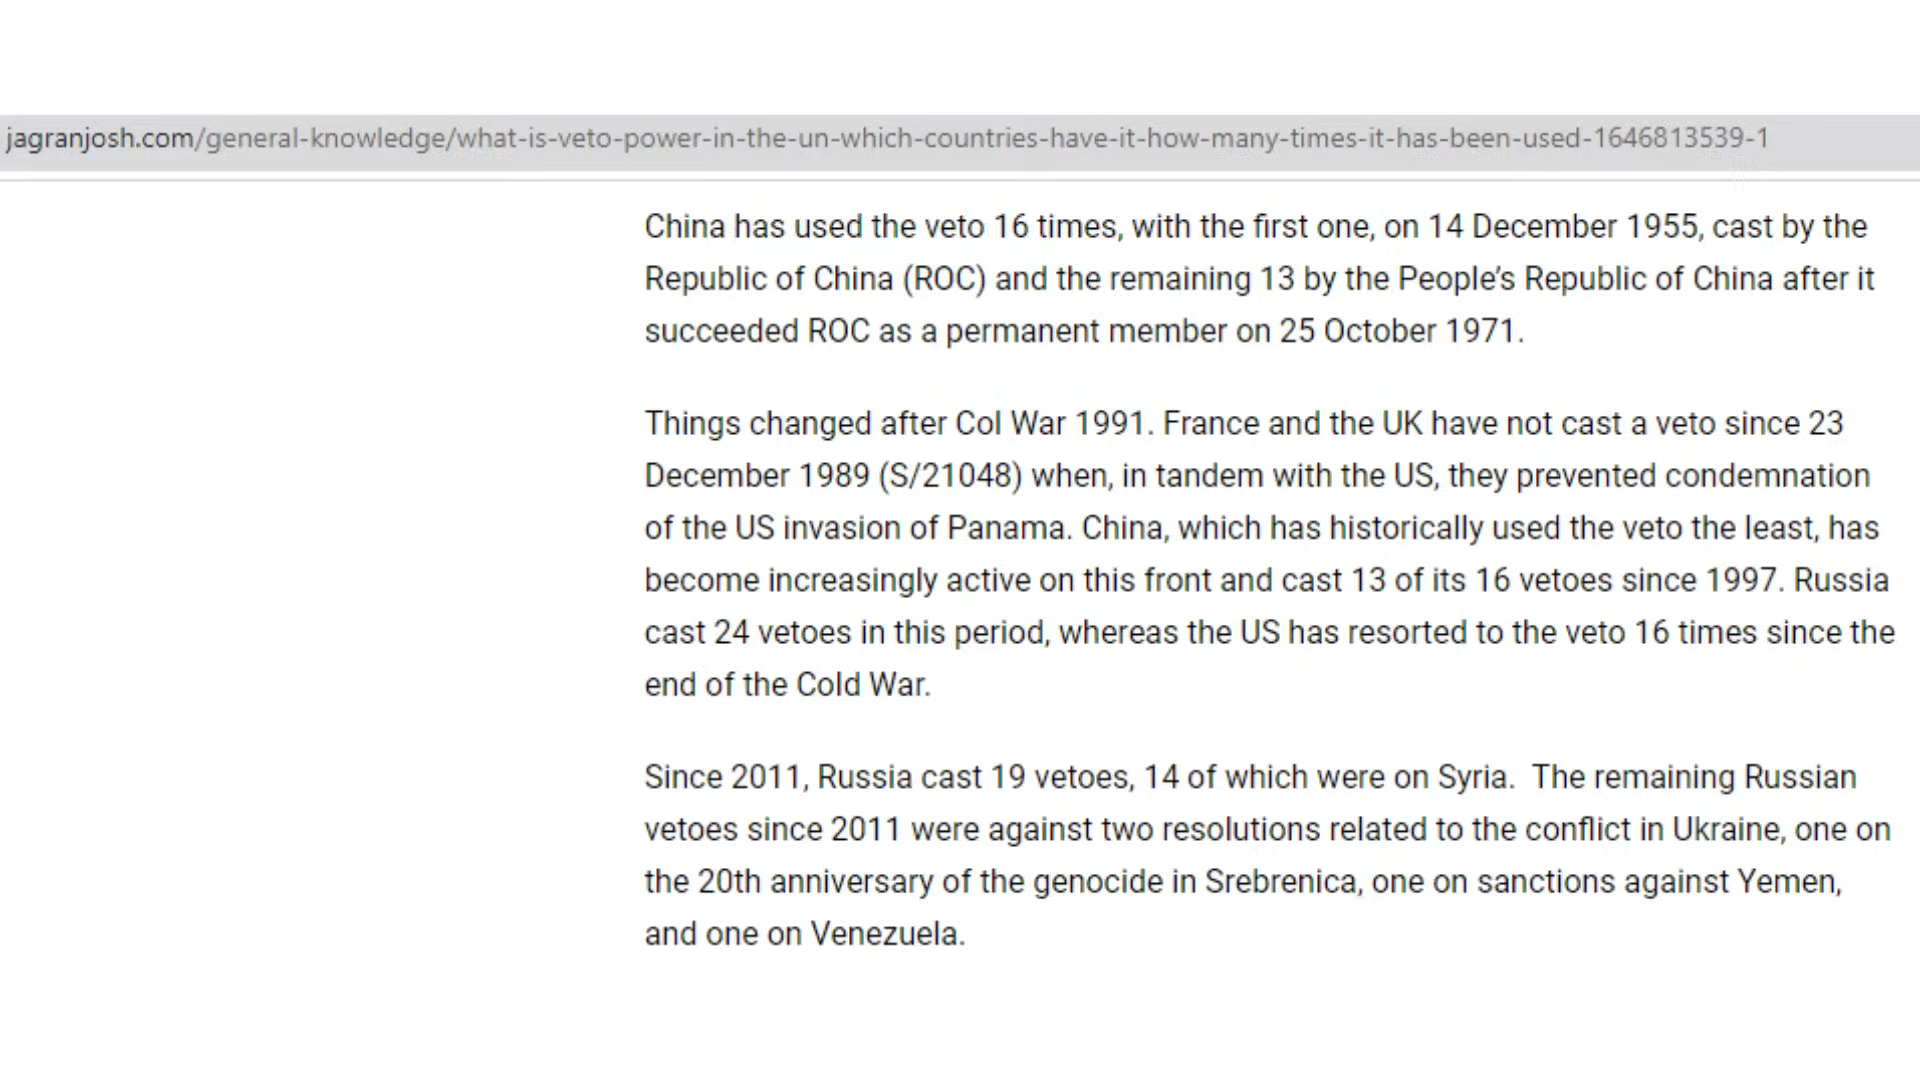 jagranjosh.com/general-knowledge/what-is-veto-power-in-the-un-which-countries-have-it-how-many-times-it-has-been-used-1646813539-1
China has used the veto 16 times, with the first one, on 14 December 1955, cast by the
Republic of China (ROC) and the remaining 13 by the People’s Republic of China after it
succeeded ROC as a permanent member on 25 October 1971.
Things changed after Col War 1991. France and the UK have not cast a veto since 23
December 1989 (S/21048) when, in tandem with the US, they prevented condemnation
of the US invasion of Panama. China, which has historically used the veto the least, has
become increasingly active on this front and cast 13 of its 16 vetoes since 1997. Russia
cast 24 vetoes in this period, whereas the US has resorted to the veto 16 times since the
end of the Cold War.
Since 2011, Russia cast 19 vetoes, 14 of which were on Syria.  The remaining Russian
vetoes since 2011 were against two resolutions related to the conflict in Ukraine, one on
the 20th anniversary of the genocide in Srebrenica, one on sanctions against Yemen,
and one on Venezuela.